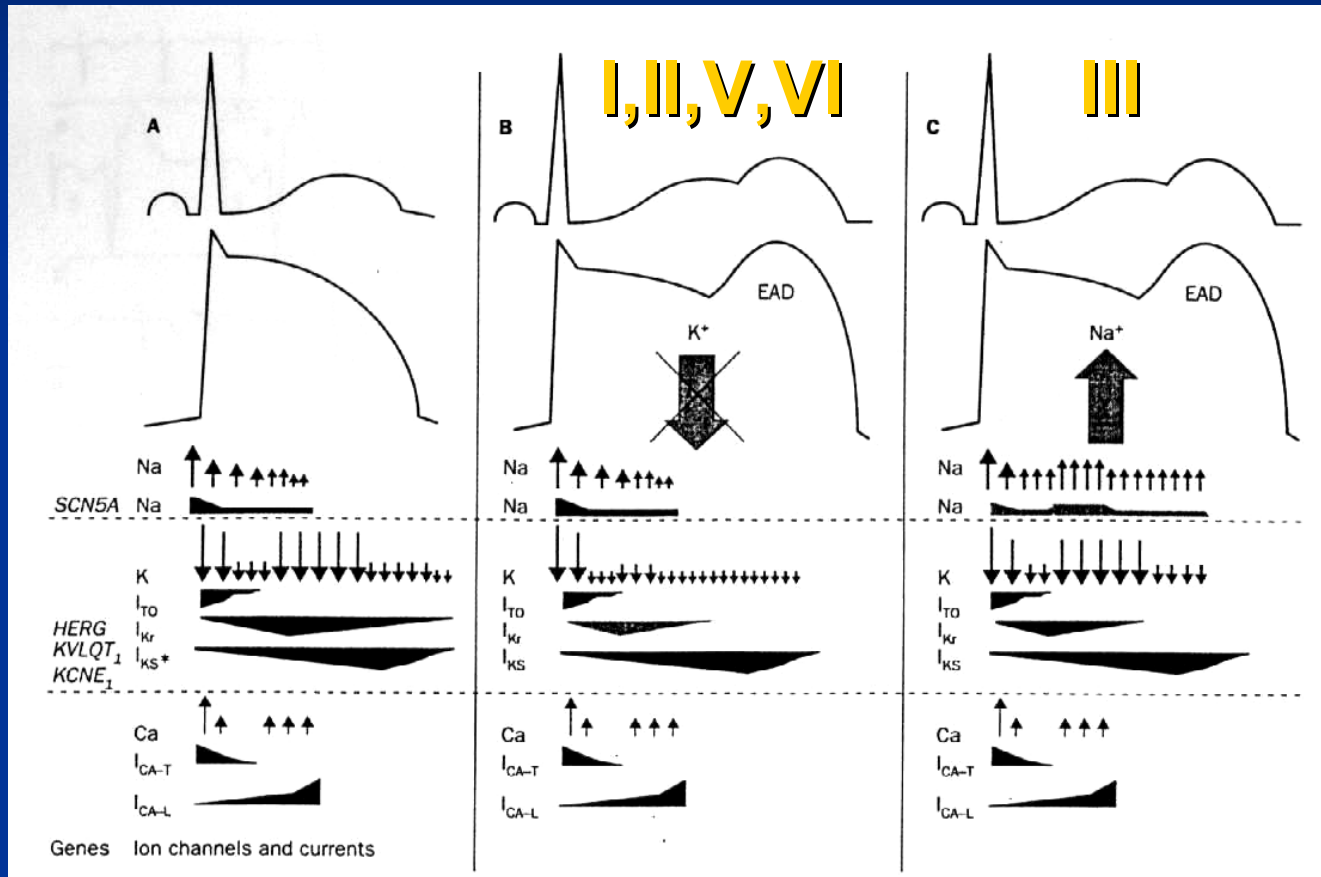 I,II,V,VI
III
A
B
C
EAD
EAD
K+
Na+
Na
Na
Na
SCN5A Na
Na
Na
K
K
K
ITO
ITO
ITO
HERG IKr
IKr
IKr
KVLQT1 IKS*
IKS
IKS
KCNE1
Ca
Ca
Ca
ICA–T
ICA–T
ICA–T
ICA–L
ICA–L
ICA–L
Genes Ion channels and currents